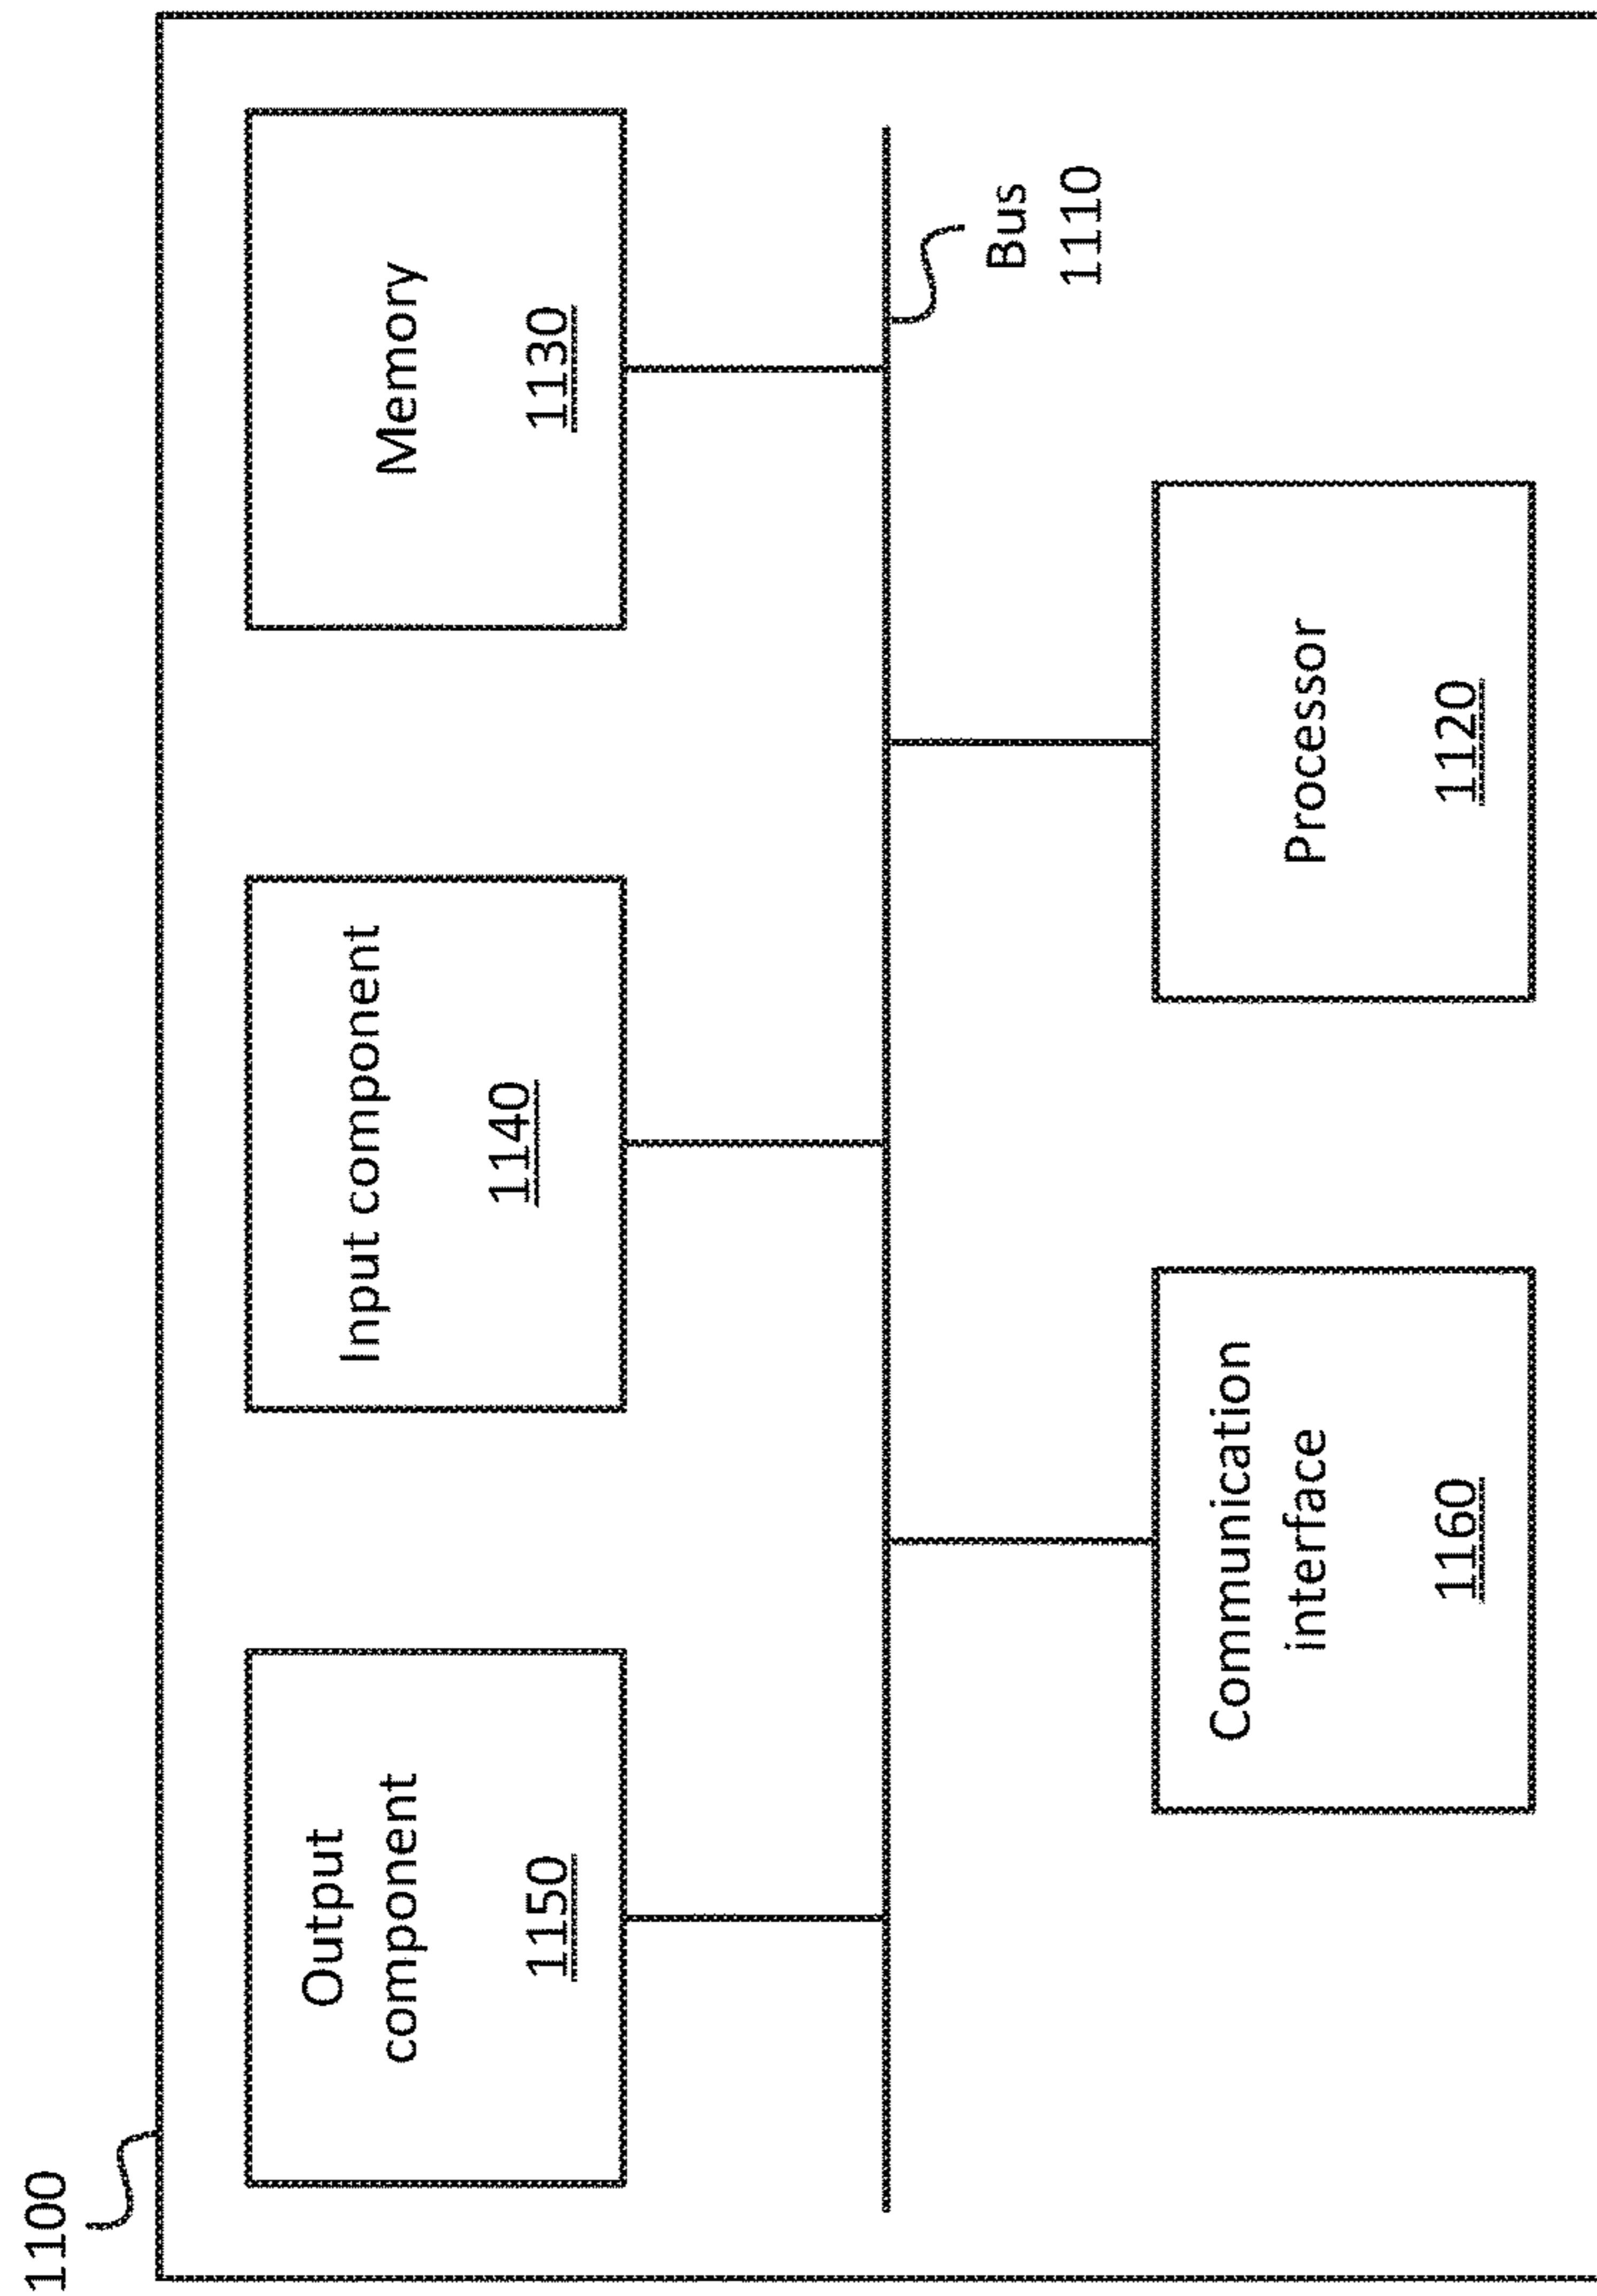 1100
Output
component
1150
Input component
1140
Memory
1130
Bus
1110
Communication
interface
1160
Processor
1120